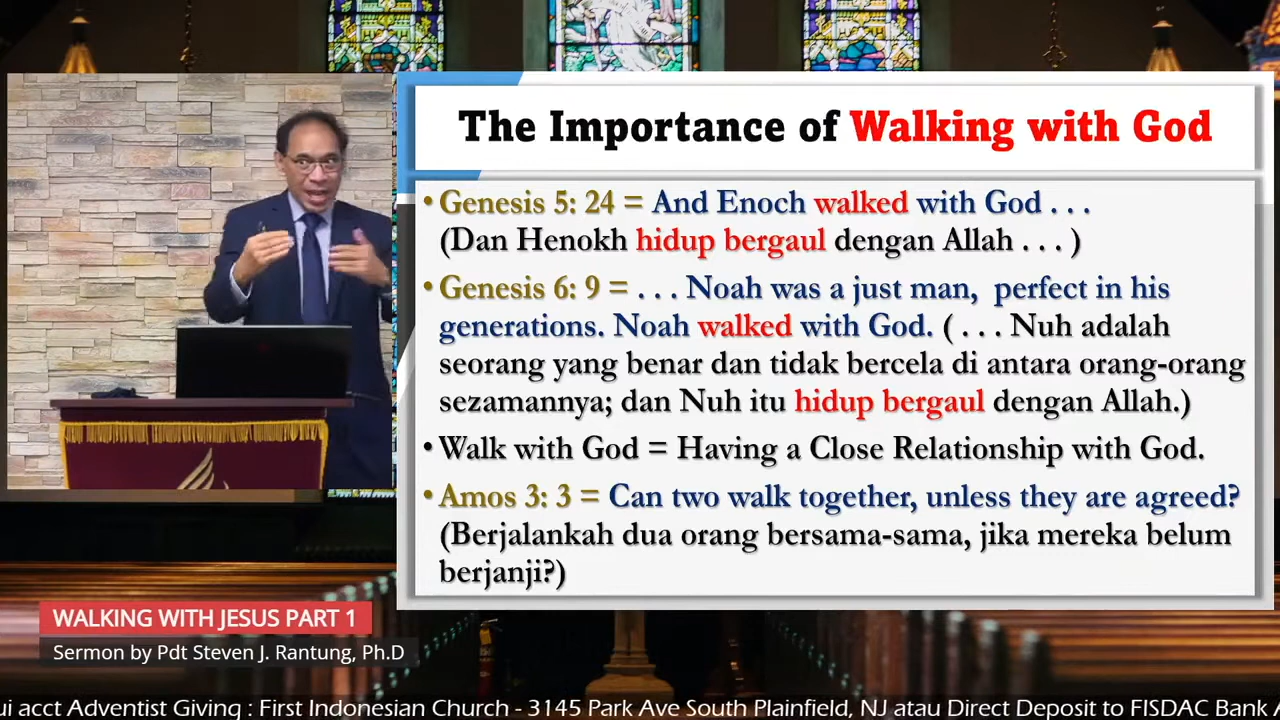 The Importance of Walking with God
• Genesis 5: 24 = And Enoch walked with God . . .
(Dan Henokh hidup bergaul dengan Allah . . . )
• Genesis 6: 9 = . . . Noah was a just man, perfect in his
generations. Noah walked with God. ( . . . Nuh adalah
seorang yang benar dan tidak bercela di antara orang-orang
sezamannya; dan Nuh itu hidup bergaul dengan Allah.)
• Walk with God = Having a Close Relationship with God.
• Amos 3: 3 = Can two walk together, unless they are agreed?
(Berjalankah dua orang bersama-sama, jika mereka belum
berjanji?)
WALKING WITH JESUS PART 1
Sermon by Pdt Steven J. Rantung, Ph.D
acct Adventist Giving : First Indonesian Church - 3145 Park Ave South Plainfield, NJ atau Direct Deposit to FISDAC Bank